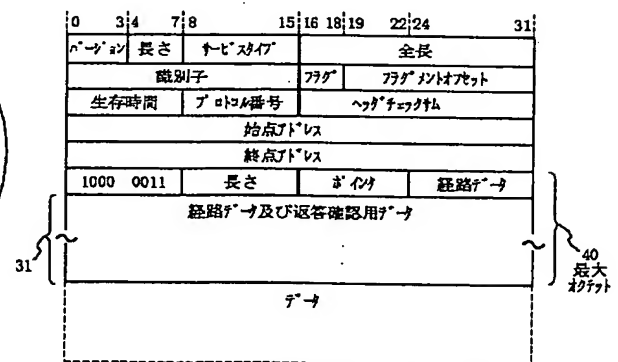 0 3 4 7 8 15 16 18 19 22 24 31
バージョン 長さ サービスタイプ 全長
識別子 フラグ フラグメントオフセット
生存時間 プロトコル番号 ヘッダチェックサム
始点アドレス
終点アドレス
1000 0011 長さ ポインタ 経路データ
経路データ及び返答確認用データ
31
40
最大
オクテット
データ